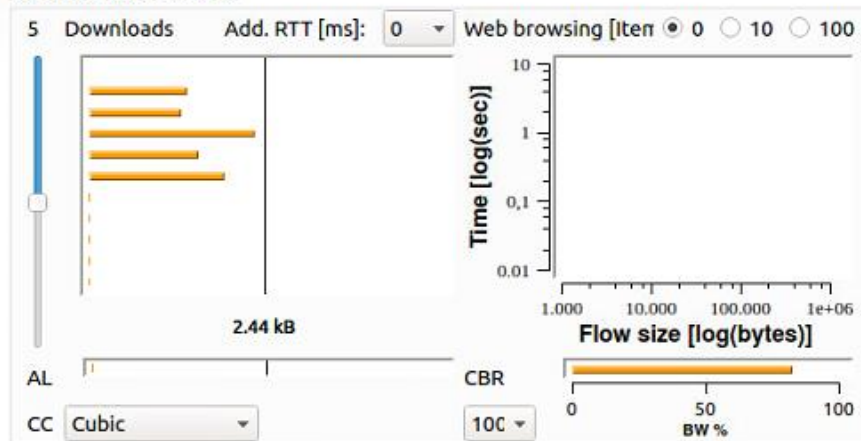 5 Downloads Add. RTT [ms]: 0 Web browsing [Iten 0 10 100
10
1
0,1
0.01
Time [log(sec)]
1.000 10.000 100.000 1e+06
Flow size [log(bytes)]
2.44 kB
AL CBR
0 50 100
BW %
CC Cubic 100